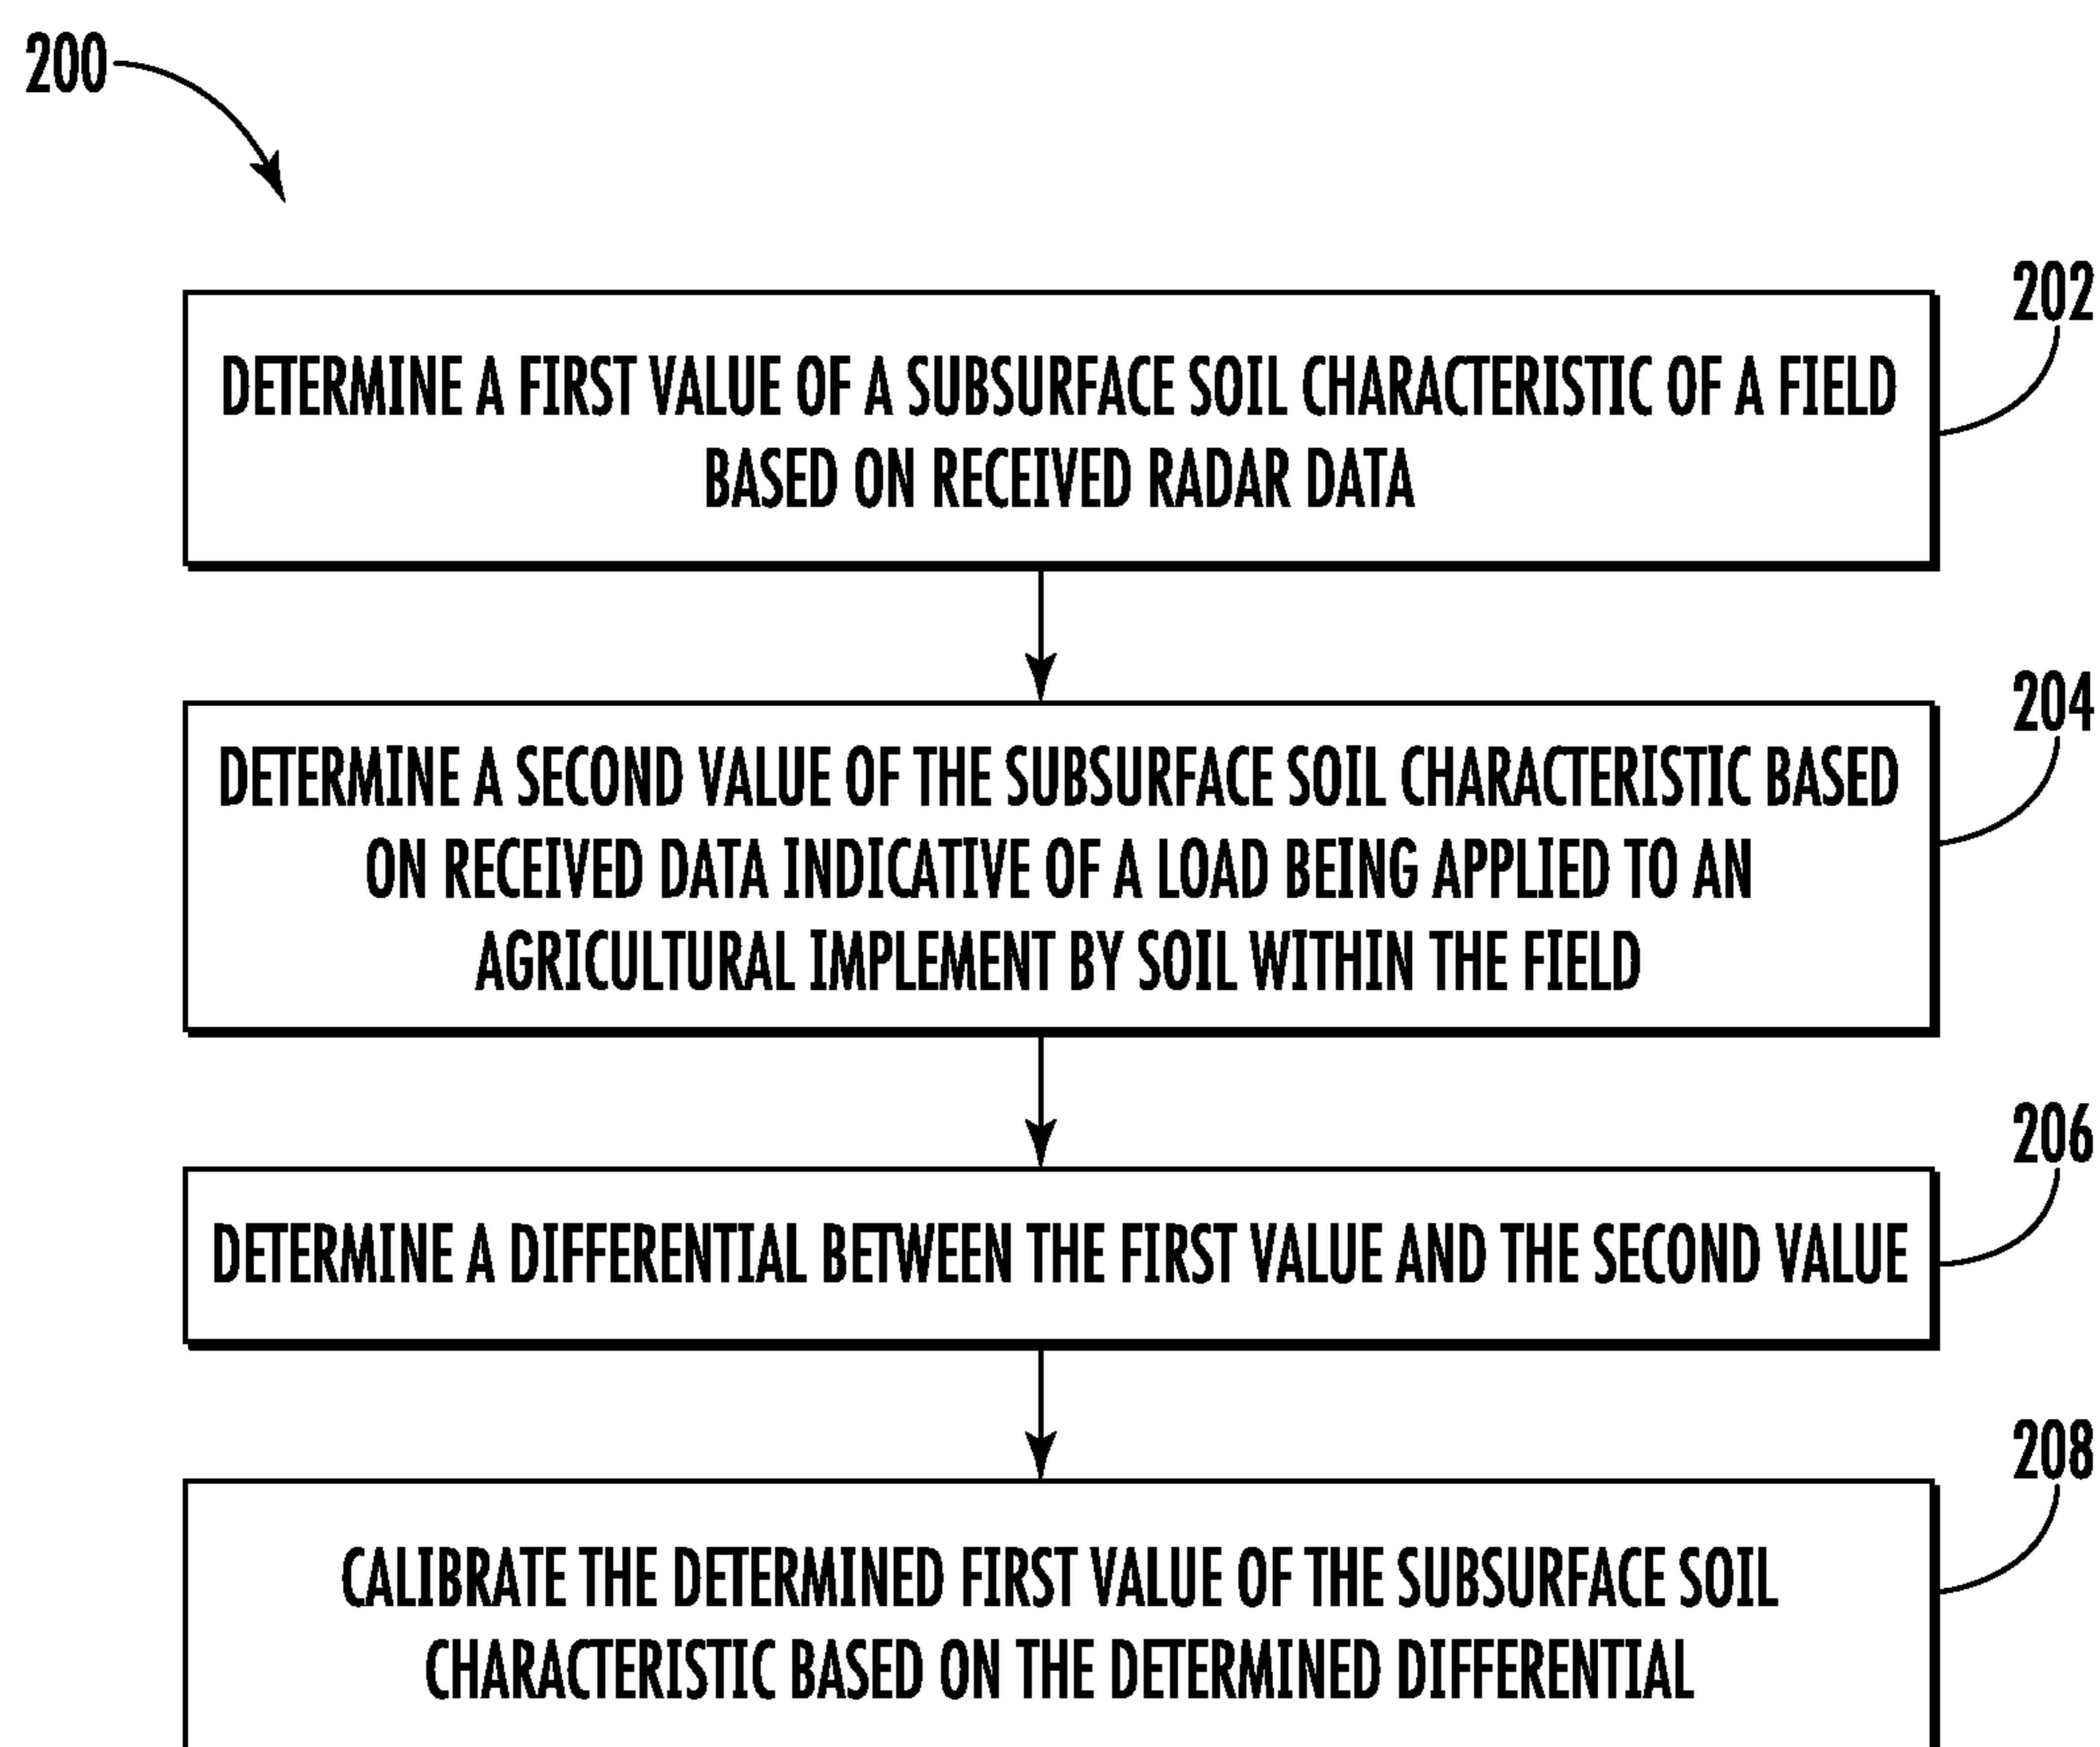 200
202
DETERMINE A FIRST VALUE OF A SUBSURFACE SOIL CHARACTERISTIC OF A FIELD
BASED ON RECEIVED RADAR DATA
204
DETERMINE A SECOND VALUE OF THE SUBSURFACE SOIL CHARACTERISTIC BASED
ON RECEIVED DATA INDICATIVE OF A LOAD BEING APPLIED TO AN
AGRICULTURAL IMPLEMENT BY SOIL WITHIN THE FIELD
206
DETERMINE A DIFFERENTIAL BETWEEN THE FIRST VALUE AND THE SECOND VALUE
208
CALIBRATE THE DETERMINED FIRST VALUE OF THE SUBSURFACE SOIL
CHARACTERISTIC BASED ON THE DETERMINED DIFFERENTIAL